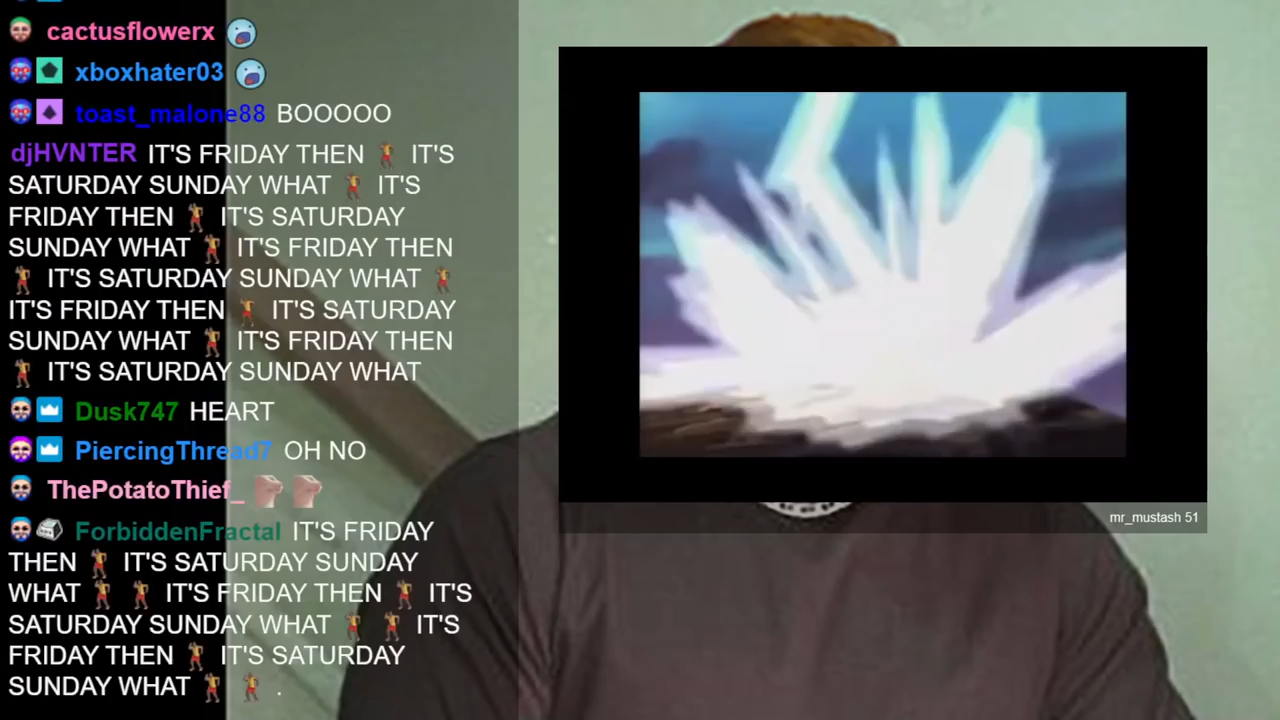 cactusflowerx
xboxhater03
toast_malone88 BOOOOO
djHVNTER IT'S FRIDAY THEN IT'S
SATURDAY SUNDAY WHAT IT'S
FRIDAY THEN IT'S SATURDAY
SUNDAY WHAT IT'S FRIDAY THEN
IT'S SATURDAY SUNDAY WHAT
IT'S FRIDAY THEN IT'S SATURDAY
SUNDAY WHAT IT'S FRIDAY THEN
IT'S SATURDAY SUNDAY WHAT
Dusk747 HEART
PiercingThread7 OH NO
ThePotatoThief_
ForbiddenFractal IT'S FRIDAY
THEN IT'S SATURDAY SUNDAY
WHAT IT'S FRIDAY THEN IT'S
SATURDAY SUNDAY WHAT IT'S
FRIDAY THEN IT'S SATURDAY
SUNDAY WHAT .
mr_mustash 51